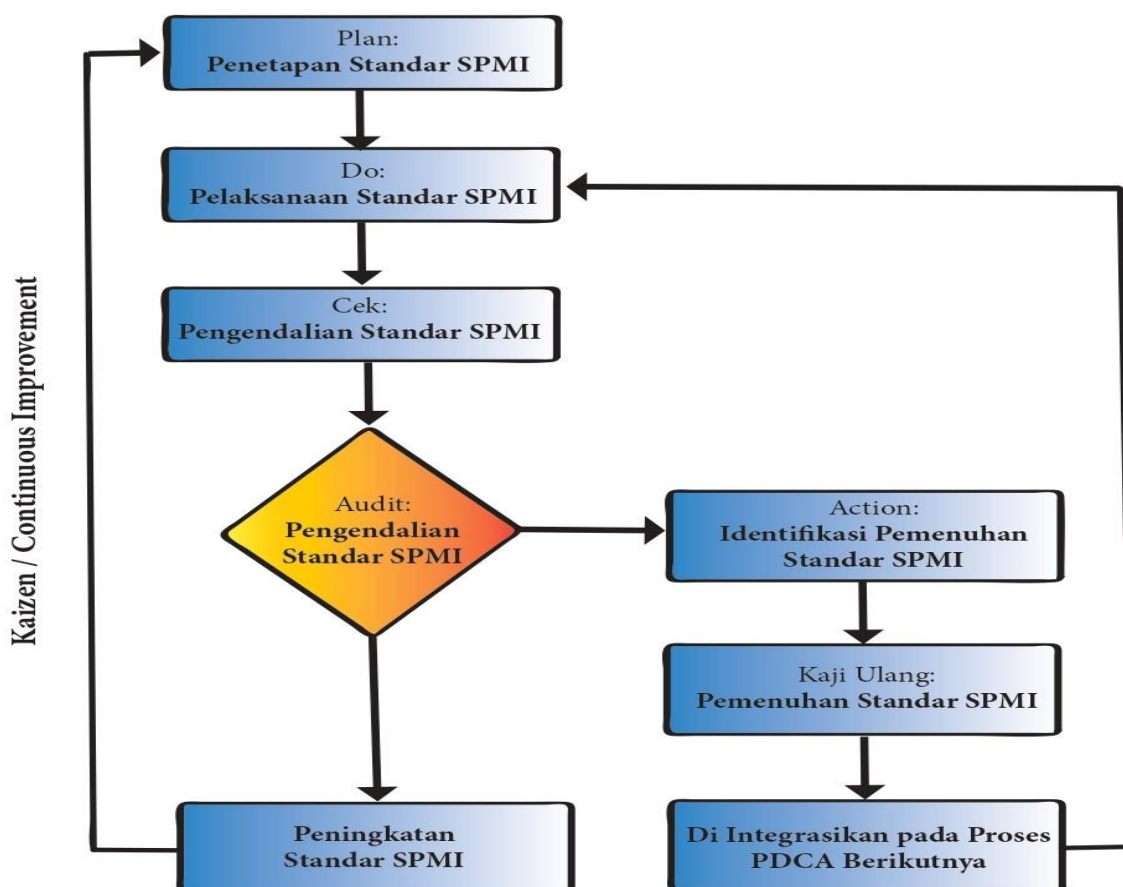 Plan:
Penetapan Standar SPMI
Do:
Pelaksanaan Standar SPMI
Cek:
Pengendalian Standar SPMI
Kaizen / Continuous Improvement
Audit:
Pengendalian
Standar SPMI
Action:
Identifikasi Pemenuhan
Standar SPMI
Kaji Ulang:
Pemenuhan Standar SPMI
Peningkatan
Standar SPMI
Di Integrasikan pada Proses
PDCA Berikutnya